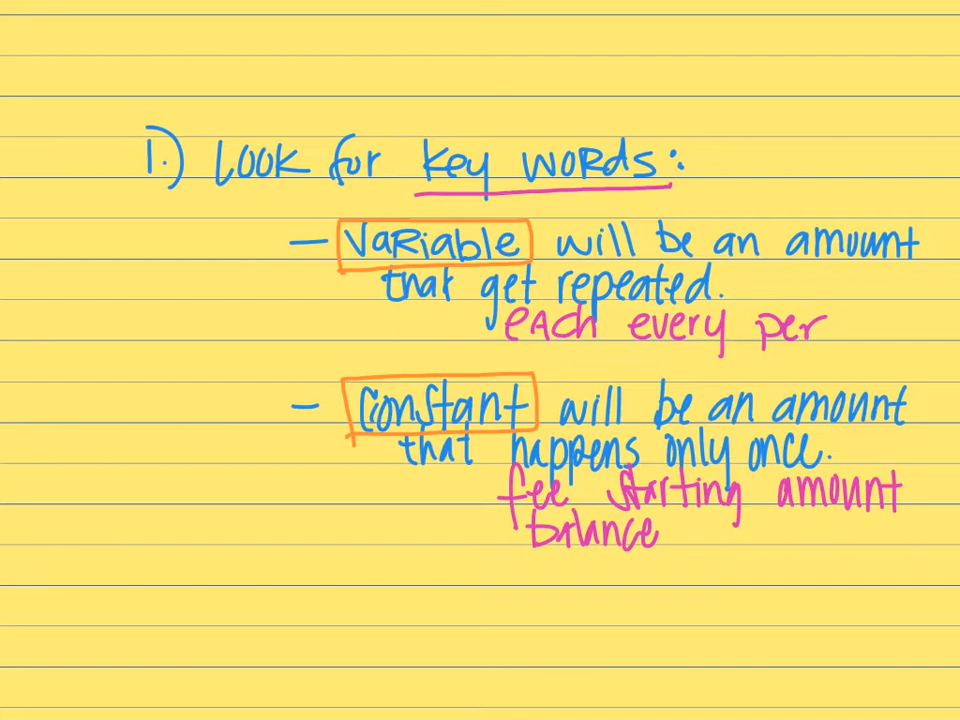 1.) Look for key words:
- Variable will be an amount
that get repeated.
each every per
- Constant will be an amount
that happens only once.
fee starting amount
balance